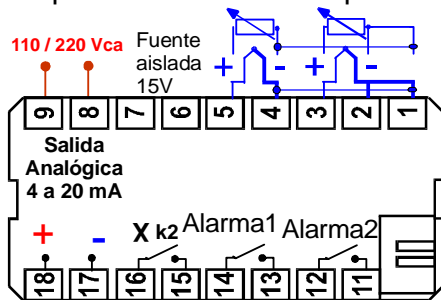 110 / 220 Vca
Fuente
aislada
15V
+ - + -
9 8 7 6 5 4 3 2 1
Salida
Analógica
4 a 20 mA
+ -
X k2 Alarma1 Alarma2
18 17 16 15 14 13 12 11